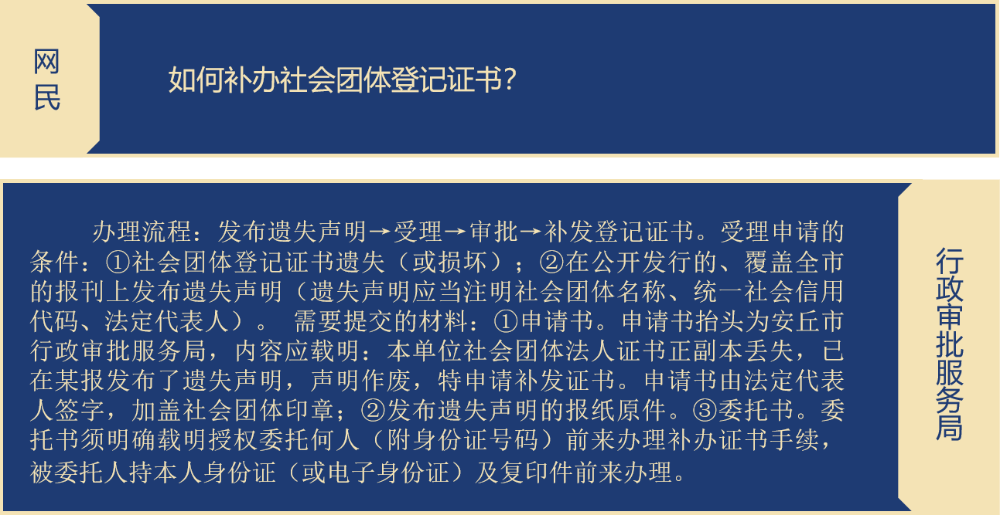 网民
如何补办社会团体登记证书？
办理流程：发布遗失声明→受理→审批→补发登记证书。受理申请的
条件：①社会团体登记证书遗失（或损坏）；②在公开发行的、覆盖全市
的报刊上发布遗失声明（遗失声明应当注明社会团体名称、统一社会信用
代码、法定代表人）。 需要提交的材料：①申请书。申请书抬头为安丘市
行政审批服务局，内容应载明：本单位社会团体法人证书正副本丢失，已
在某报发布了遗失声明，声明作废，特申请补发证书。申请书由法定代表
人签字，加盖社会团体印章；②发布遗失声明的报纸原件。③委托书。委
托书须明确载明授权委托何人（附身份证号码）前来办理补办证书手续，
被委托人持本人身份证（或电子身份证）及复印件前来办理。
行政审批服务局